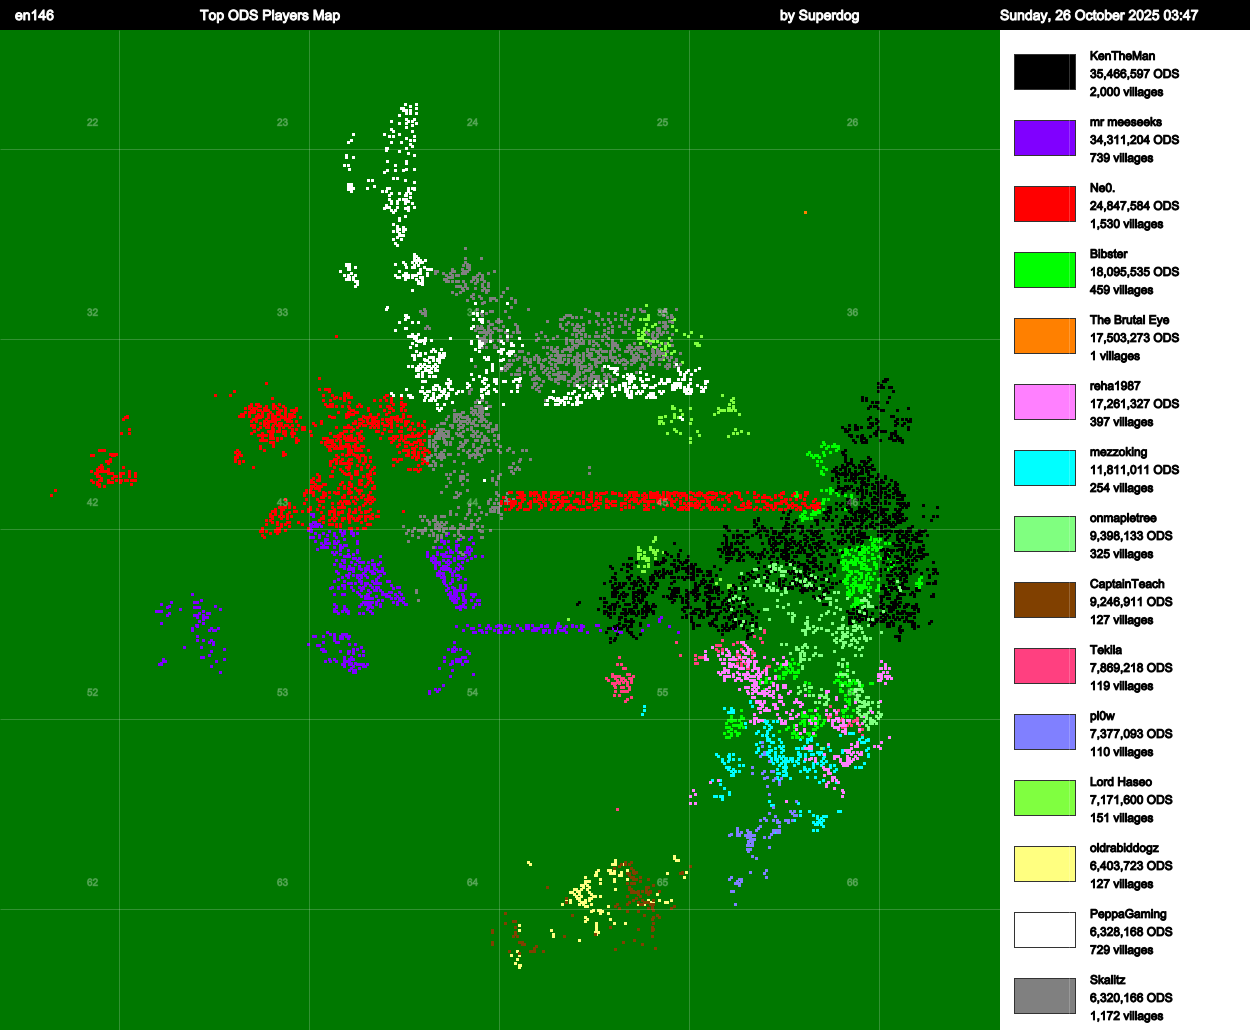 en146 Top ODS Players Map by Superdog Sunday, 26 October 2025 03:47
KenTheMan
35,466,597 ODS
2,000 villages
mr meeseeks
34,311,204 ODS
739 villages
Ne0.
24,847,584 ODS
1,530 villages
Bibster
18,095,535 ODS
459 villages
The Brutal Eye
17,503,273 ODS
1 villages
reha1987
17,261,327 ODS
397 villages
mezzoking
11,811,011 ODS
254 villages
onmapletree
9,398,133 ODS
325 villages
CaptainTeach
9,246,911 ODS
127 villages
Tekila
7,869,218 ODS
119 villages
pl0w
7,377,093 ODS
110 villages
Lord Haseo
7,171,600 ODS
151 villages
oldrabiddogz
6,403,723 ODS
127 villages
PeppaGaming
6,328,168 ODS
729 villages
Skalitz
6,320,166 ODS
1,172 villages
22 23 24 25 26
32 33 36
42 43 44 45
52 53 54 55
62 63 64 65 66